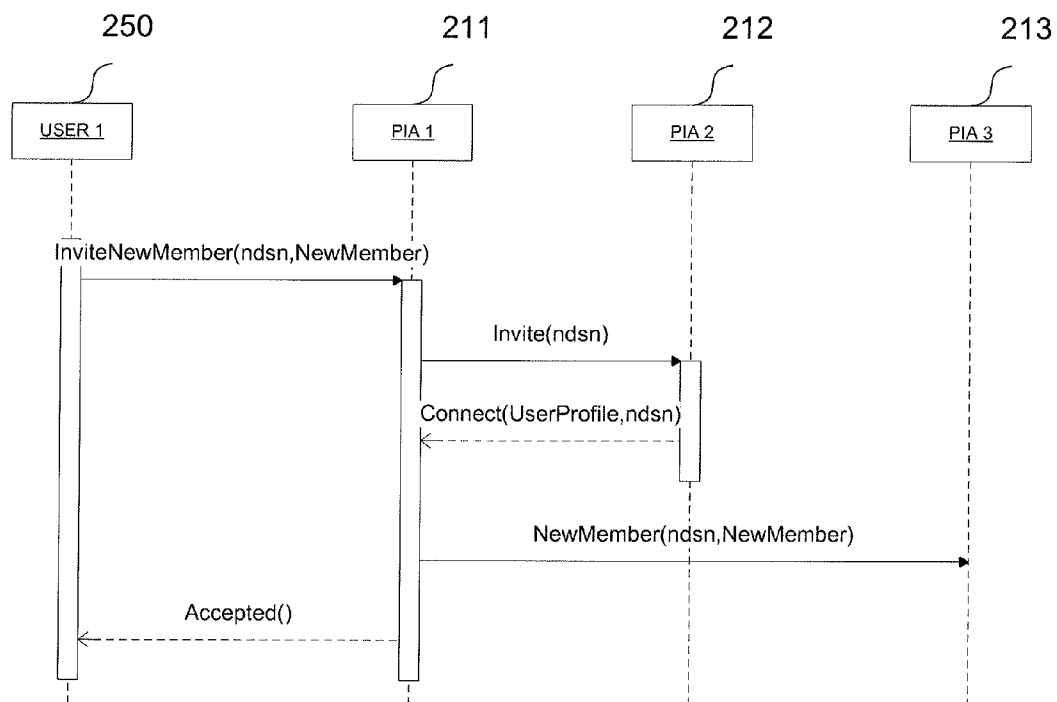 250
211
212
213
USER 1
PIA 1
PIA 2
PIA 3
InviteNewMember(ndsn,NewMember)
Invite(ndsn)
Connect(UserProfile,ndsn)
NewMember(ndsn,NewMember)
Accepted()